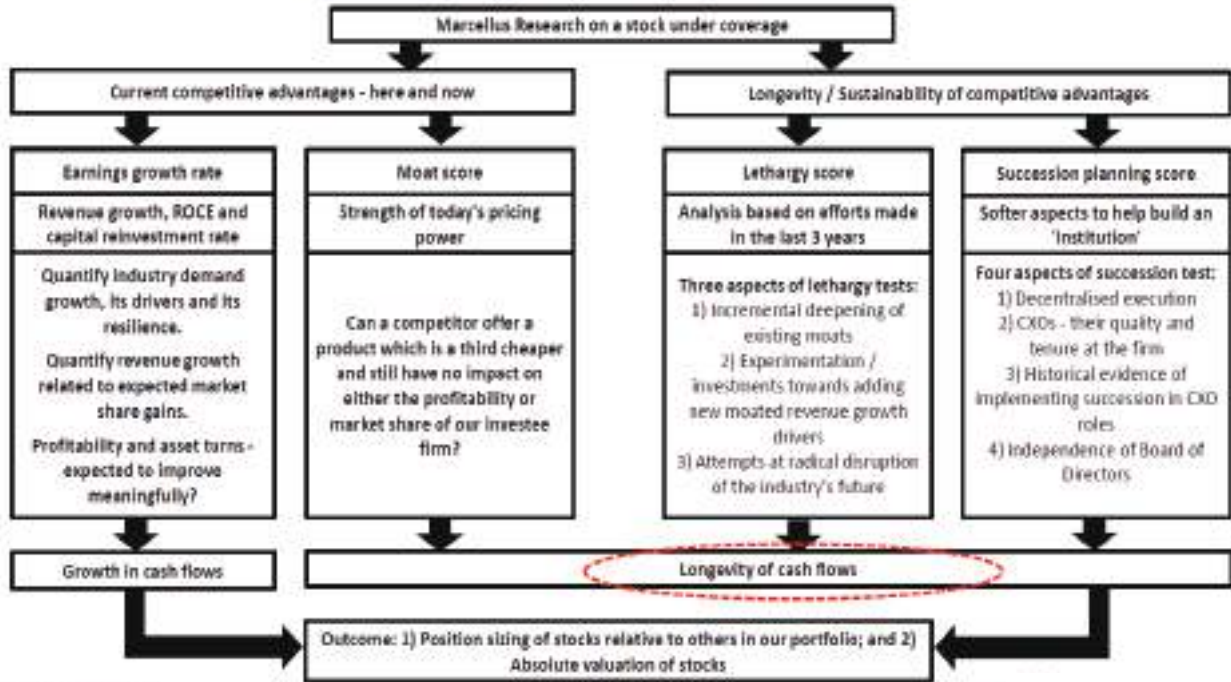 Marcellus Research on a stock under coverage
Current competitive advantages - here and now
Longevity / Sustainability of competitive advantages
Earnings growth rate
Revenue growth, ROCE and
capital reinvestment rate
Quantify industry demand
growth, its drivers and its
resilience.
Quantify revenue growth
related to expected market
share gains.
Profitability and asset turns -
expected to improve
meaningfully?
Moat score
Strength of today's pricing
power
Can a competitor offer a
product which is a third cheaper
and still have no impact on
either the profitability or
market share of our investee
firm?
Lethargy score
Analysis based on efforts made
in the last 3 years
Three aspects of lethargy tests:
1) Incremental deepening of
existing moats
2) Experimentation /
investments towards adding
new moated revenue growth
drivers
3) Attempts at radical disruption
of the industry's future
Succession planning score
Softer aspects to help build an
'Institution'
Four aspects of succession test:
1) Decentralised execution
2) CXOs - their quality and
tenure at the firm
3) Historical evidence of
implementing succession in CXO
roles
4) Independence of Board of
Directors
Growth in cash flows
Longevity of cash flows
Outcome: 1) Position sizing of stocks relative to others in our portfolio; and 2)
Absolute valuation of stocks